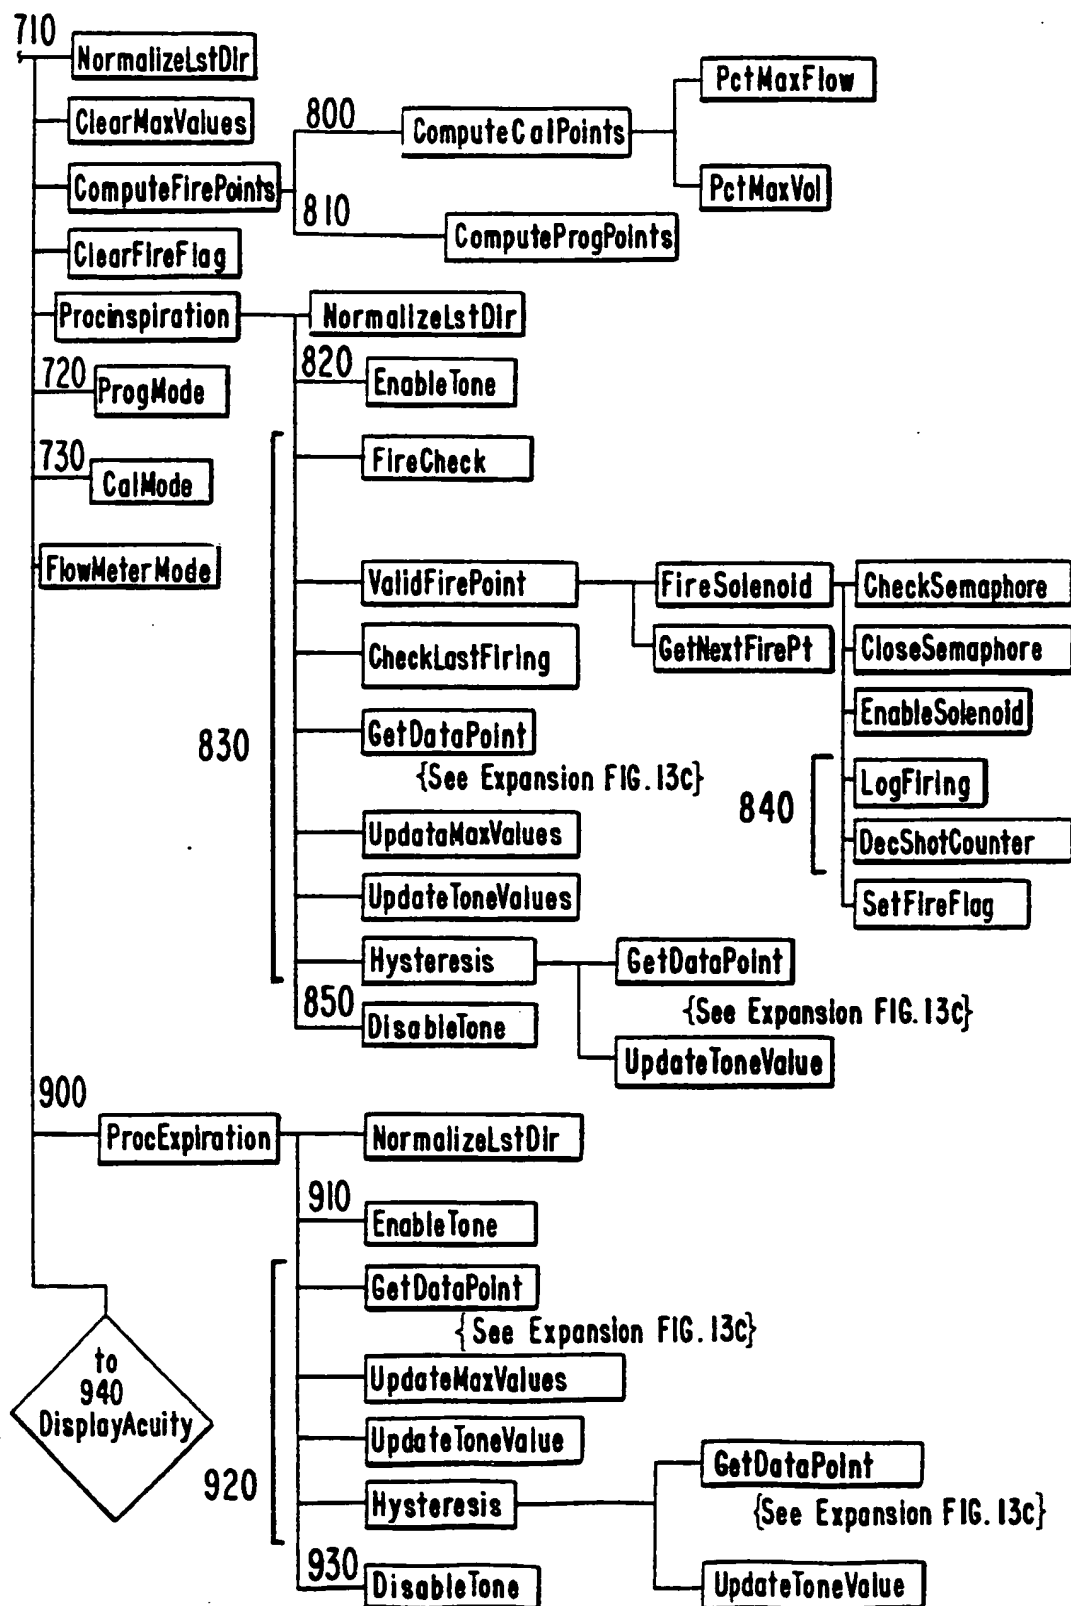 710
NormalizeLstDir
ClearMaxValues
ComputeFirePoints
ClearFireFlag
Procinspiration
720
ProgMode
730
CalMode
FlowMeterMode
800
ComputeCalPoints
PctMaxFlow
PctMaxVol
810
ComputeProgPoints
NormalizeLstDir
820
EnableTone
830
FireCheck
ValidFirePoint
FireSolenoid
CheckSemaphore
GetNextFirePt
CloseSemaphore
EnableSolenoid
840
LogFiring
DecShotCounter
SetFireFlag
CheckLastFiring
GetDataPoint
{See Expansion FIG.13c}
UpdataMaxValues
UpdateToneValues
Hysteresis
GetDataPoint
{See Expansion FIG.13c}
UpdateToneValue
850
DisableTone
900
ProcExpiration
NormalizeLstDir
910
EnableTone
920
GetDataPoint
{See Expansion FIG.13c}
UpdateMaxValues
UpdateToneValue
Hysteresis
GetDataPoint
{See Expansion FIG.13c}
UpdateToneValue
930
DisableTone
to
940
DisplayAcuity